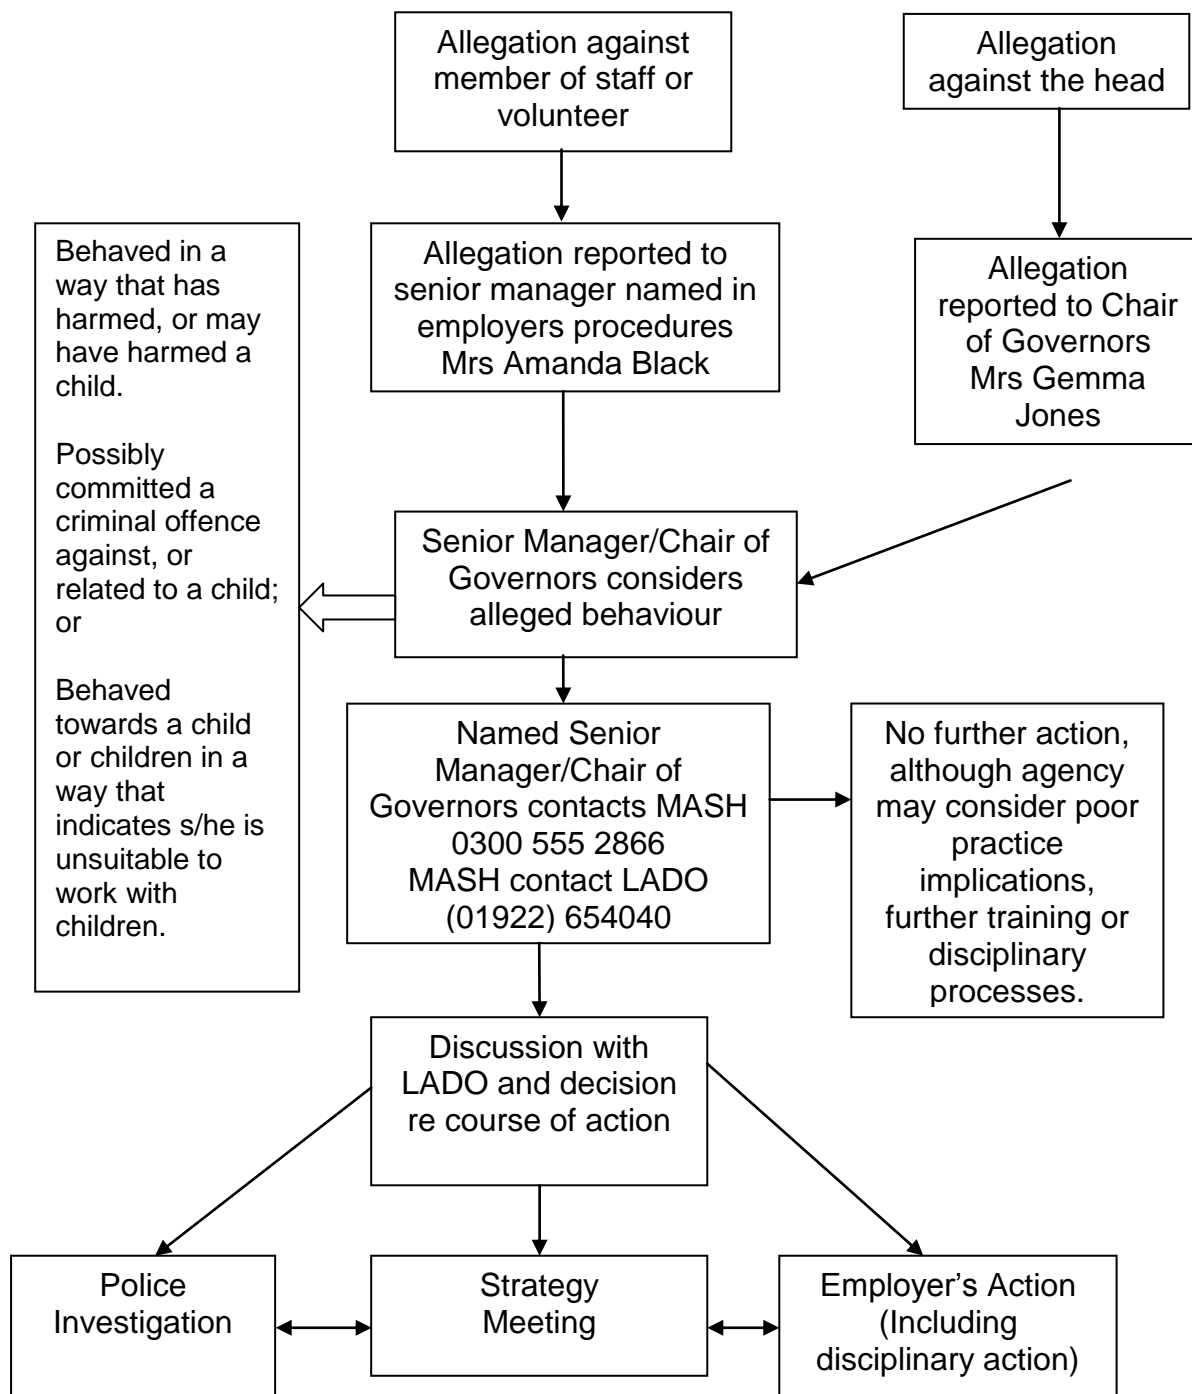 Allegation against
member of staff or
volunteer
Allegation
against the head
Behaved in a
way that has
harmed, or may
have harmed a
child.
Possibly
committed a
criminal offence
against, or
related to a child;
or
Behaved
towards a child
or children in a
way that
indicates s/he is
unsuitable to
work with
children.
Allegation reported to
senior manager named in
employers procedures
Mrs Amanda Black
Allegation
reported to Chair
of Governors
Mrs Gemma
Jones
Senior Manager/Chair of
Governors considers
alleged behaviour
Named Senior
Manager/Chair of
Governors contacts MASH
0300 555 2866
MASH contact LADO
(01922) 654040
No further action,
although agency
may consider poor
practice
implications,
further training or
disciplinary
processes.
Discussion with
LADO and decision
re course of action
Police
Investigation
Strategy
Meeting
Employer’s Action
(Including
disciplinary action)